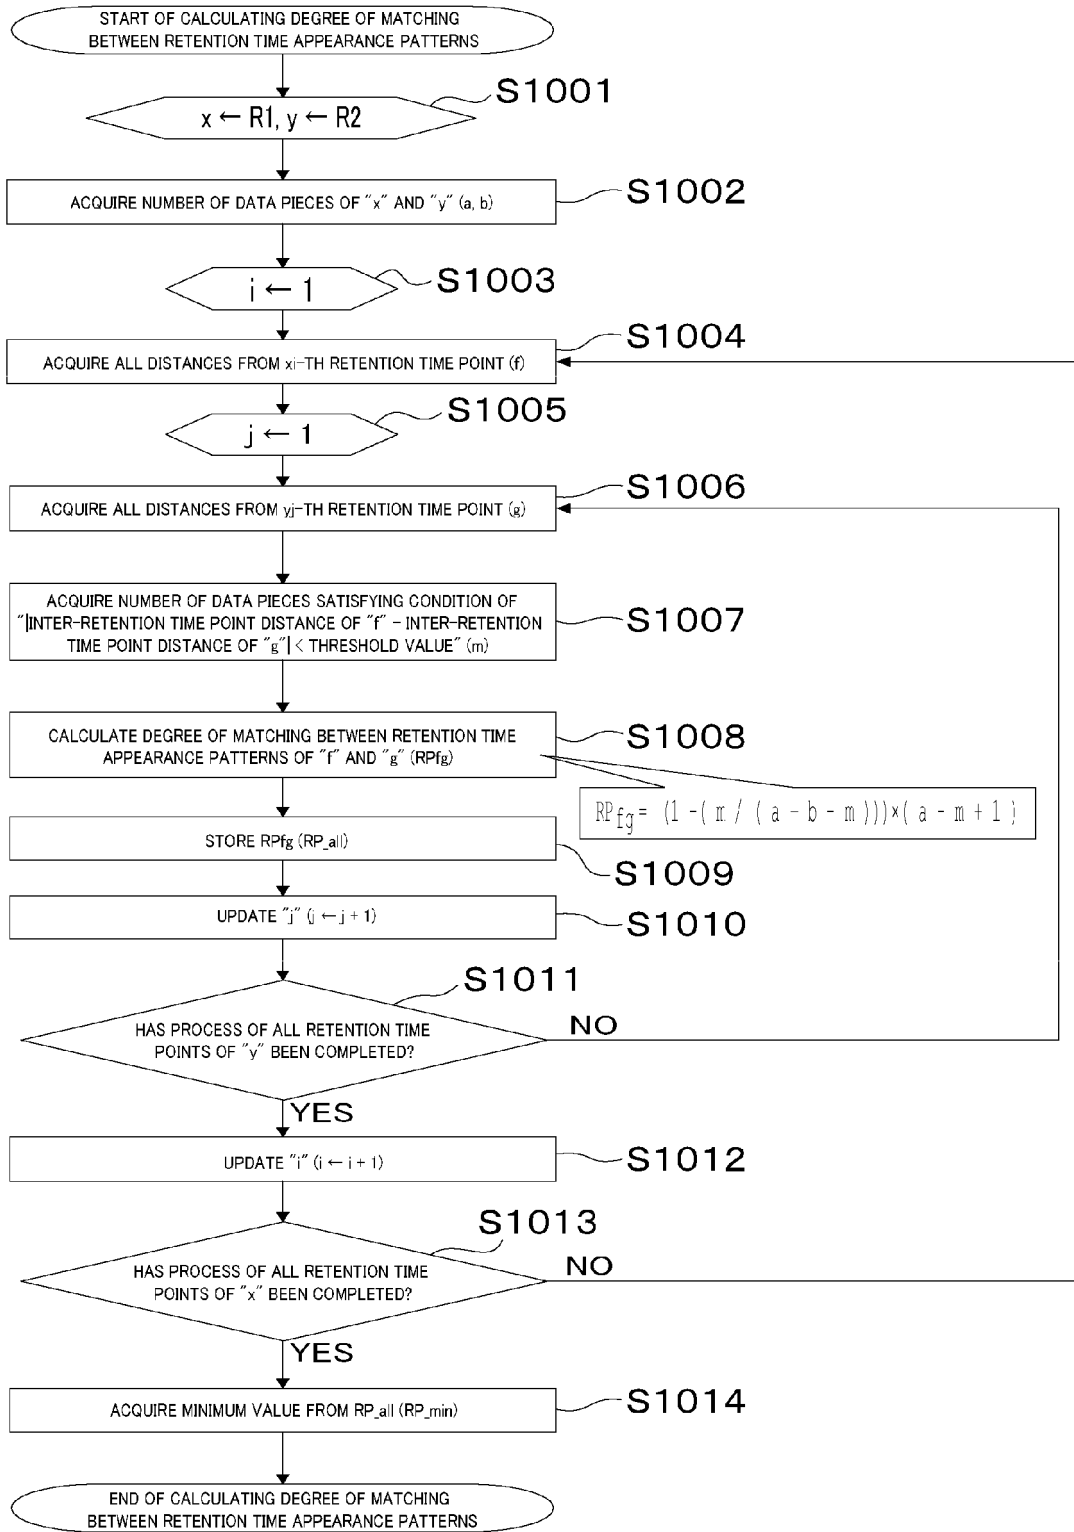 START OF CALCULATING DEGREE OF MATCHING
BETWEEN RETENTION TIME APPEARANCE PATTERNS
S1001
x ← R1, y ← R2
S1002
ACQUIRE NUMBER OF DATA PIECES OF "x" AND "y" (a, b)
S1003
i ← 1
S1004
ACQUIRE ALL DISTANCES FROM xi-TH RETENTION TIME POINT (f)
S1005
j ← 1
S1006
ACQUIRE ALL DISTANCES FROM yj-TH RETENTION TIME POINT (g)
ACQUIRE NUMBER OF DATA PIECES SATISFYING CONDITION OF
"|INTER-RETENTION TIME POINT DISTANCE OF "f" - INTER-RETENTION
TIME POINT DISTANCE OF "g"| < THRESHOLD VALUE" (m)
S1007
CALCULATE DEGREE OF MATCHING BETWEEN RETENTION TIME
APPEARANCE PATTERNS OF "f" AND "g" (RPfg)
S1008
RPfg = (1 -( m / ( a - b - m )))×( a - m + 1 )
STORE RPfg (RP_all)
S1009
UPDATE "j" (j ← j + 1)
S1010
S1011
HAS PROCESS OF ALL RETENTION TIME
POINTS OF "y" BEEN COMPLETED?
NO
YES
UPDATE "i" (i ← i + 1)
S1012
S1013
HAS PROCESS OF ALL RETENTION TIME
POINTS OF "x" BEEN COMPLETED?
NO
YES
ACQUIRE MINIMUM VALUE FROM RP_all (RP_min)
S1014
END OF CALCULATING DEGREE OF MATCHING
BETWEEN RETENTION TIME APPEARANCE PATTERNS